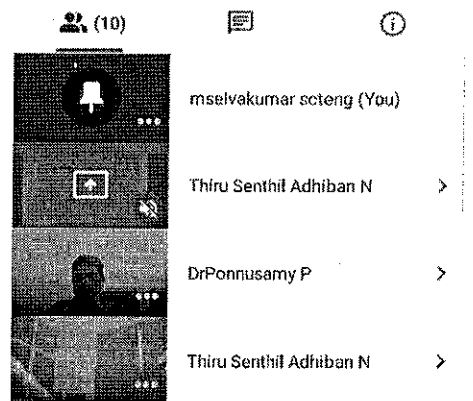 (10)
mselvakumar scteng (You)
Thiru Senthil Adhiban N
DrPonnusamy P
Thiru Senthil Adhiban N